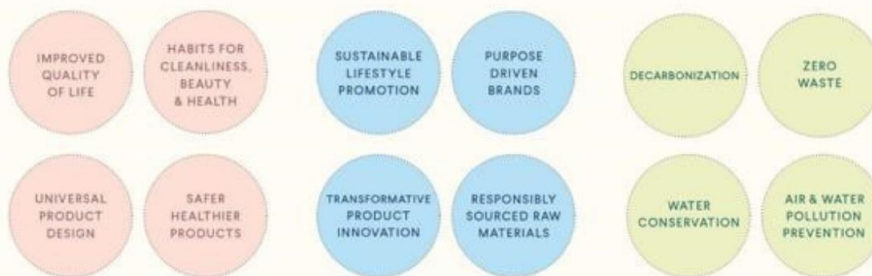 IMPROVED
QUALITY
OF LIFE
HABITS FOR
CLEANLINESS,
BEAUTY
& HEALTH
SUSTAINABLE
LIFESTYLE
PROMOTION
PURPOSE
DRIVEN
BRANDS
DECARBONIZATION
ZERO
WASTE
UNIVERSAL
PRODUCT
DESIGN
SAFER
HEALTHIER
PRODUCTS
TRANSFORMATIVE
PRODUCT
INNOVATION
RESPONSIBLY
SOURCED RAW
MATERIALS
WATER
CONSERVATION
AIR & WATER
POLLUTION
PREVENTION